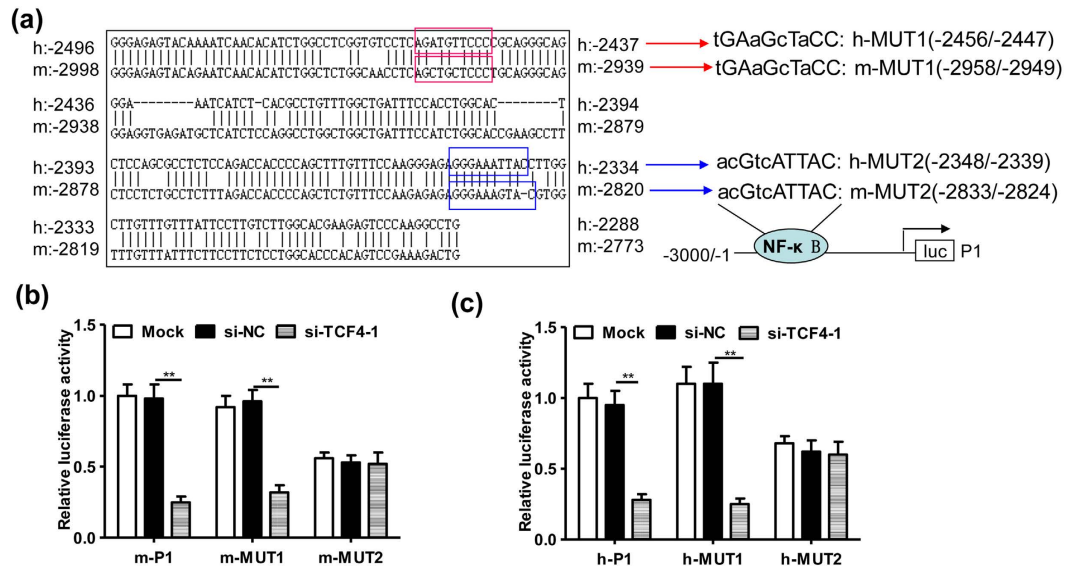 (a)
h:-2496 GGGAGAGTACAAAATCAACACATCTGGCCTCGGTGTCCTCAGATGTTCCCCGCAGGGCAG h:-2437 tGAaGcTaCC: h-MUT1(-2456/-2447)
m:-2998 GGGAGAGTACAGAATCAACACATCTGGCTCTGGCAACCTCAGCTGCTCCCTGCAGGGCAG m:-2939 tGAaGcTaCC: m-MUT1(-2958/-2949)
h:-2436 GGA--------AATCATCT-CACGCCTGTTTGGCTGATTTCCACCTGGCAC--------T h:-2394
m:-2938 GGAGGTGAGATGCTCATCTCCAGGCCTGGCTGGCTGATTTCCATCTGGCACCGAAGCCTT m:-2879
h:-2393 CTCCAGCGCCTCTCCAGACCACCCCAGCTTTGTTTCCAAGGGAGAGGGAAATTACCTTGG h:-2334 acGtcATTAC: h-MUT2(-2348/-2339)
m:-2878 CTCCTCTGCCTCTTTAGACCACCCCAGCTCTGTTTCCAAGAGAGAGGGAAAGTA-CGTGG m:-2820 acGtcATTAC: m-MUT2(-2833/-2824)
h:-2333 CTTGTTTGTTTATTCCTTGTCTTGGCACGAAGAGTCCCAAGGCCTG h:-2288
m:-2819 TTTGTTTATTTCTTCCTTCTCCTGGCACCCACAGTCCGAAAGACTG m:-2773
-3000/-1 NF-κ B luc P1
(b)
Mock si-NC si-TCF4-1
Relative luciferase activity
1.5
1.0
0.5
0.0
** **
m-P1 m-MUT1 m-MUT2
(c)
Mock si-NC si-TCF4-1
Relative luciferase activity
1.5
1.0
0.5
0.0
** **
h-P1 h-MUT1 h-MUT2